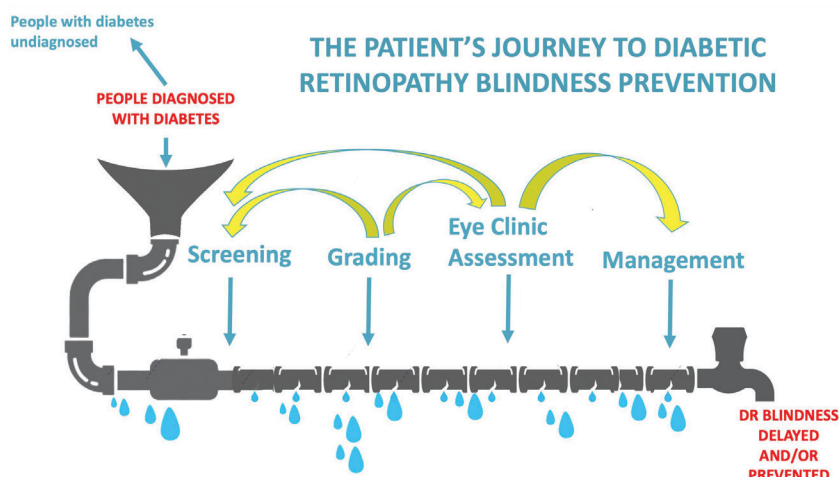 People with diabetes
undiagnosed
THE PATIENT'S JOURNEY TO DIABETIC
RETINOPATHY BLINDNESS PREVENTION
PEOPLE DIAGNOSED
WITH DIABETES
Screening
Grading
Eye Clinic
Assessment
Management
DR BLINDNESS
DELAYED
AND/OR
PREVENTED